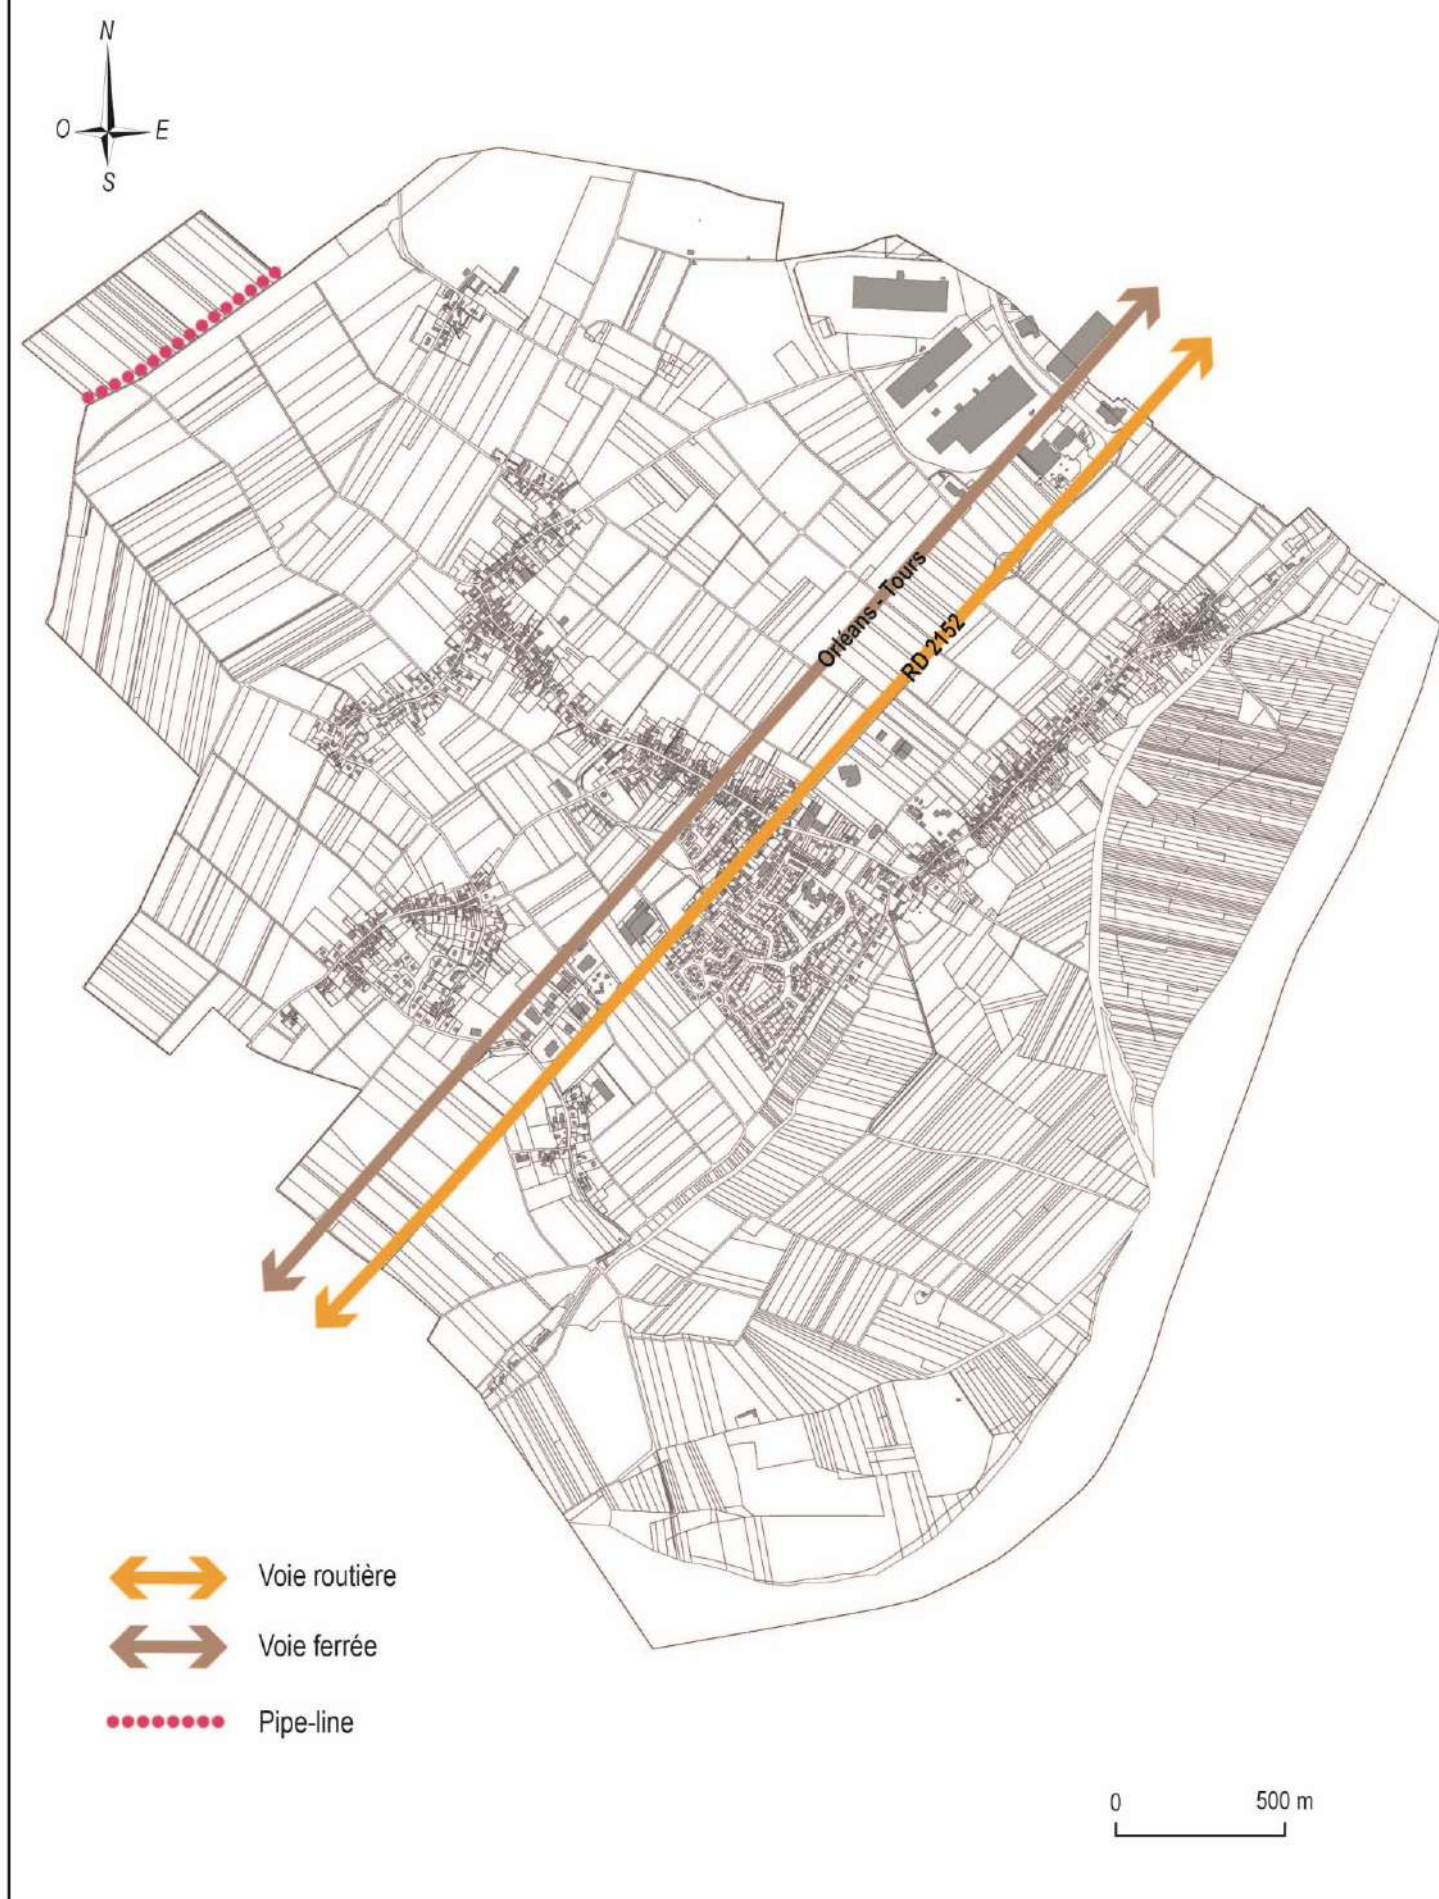 N
O E
S
Orléans - Tours
RD 2152
Voie routière
Voie ferrée
Pipe-line
0 500 m